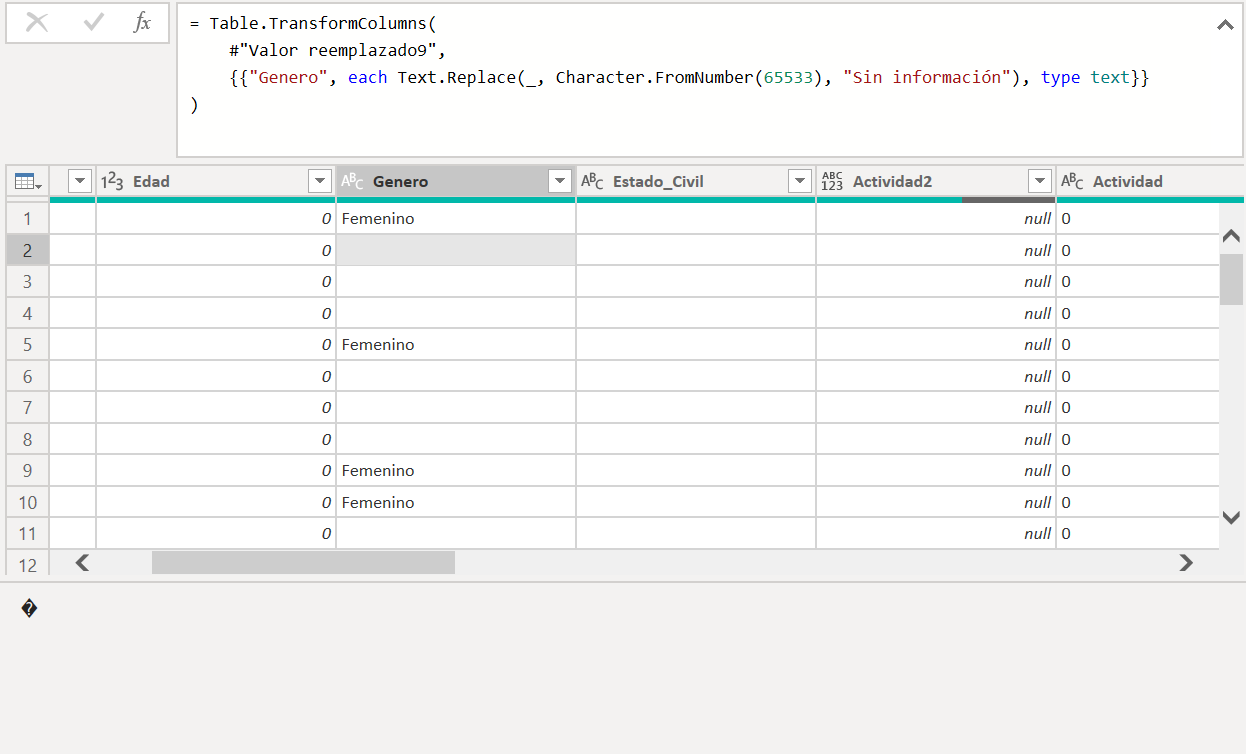 fx
= Table.TransformColumns(
#"Valor reemplazado9",
{{"Genero", each Text.Replace(_, Character.FromNumber(65533), "Sin información"), type text}}
)
123 Edad ABC Genero ABC Estado_Civil ABC 123 Actividad2 ABC Actividad
1 0 Femenino null 0
2 0 null 0
3 0 null 0
4 0 null 0
5 0 Femenino null 0
6 0 null 0
7 0 null 0
8 0 null 0
9 0 Femenino null 0
10 0 Femenino null 0
11 0 null 0
12
�